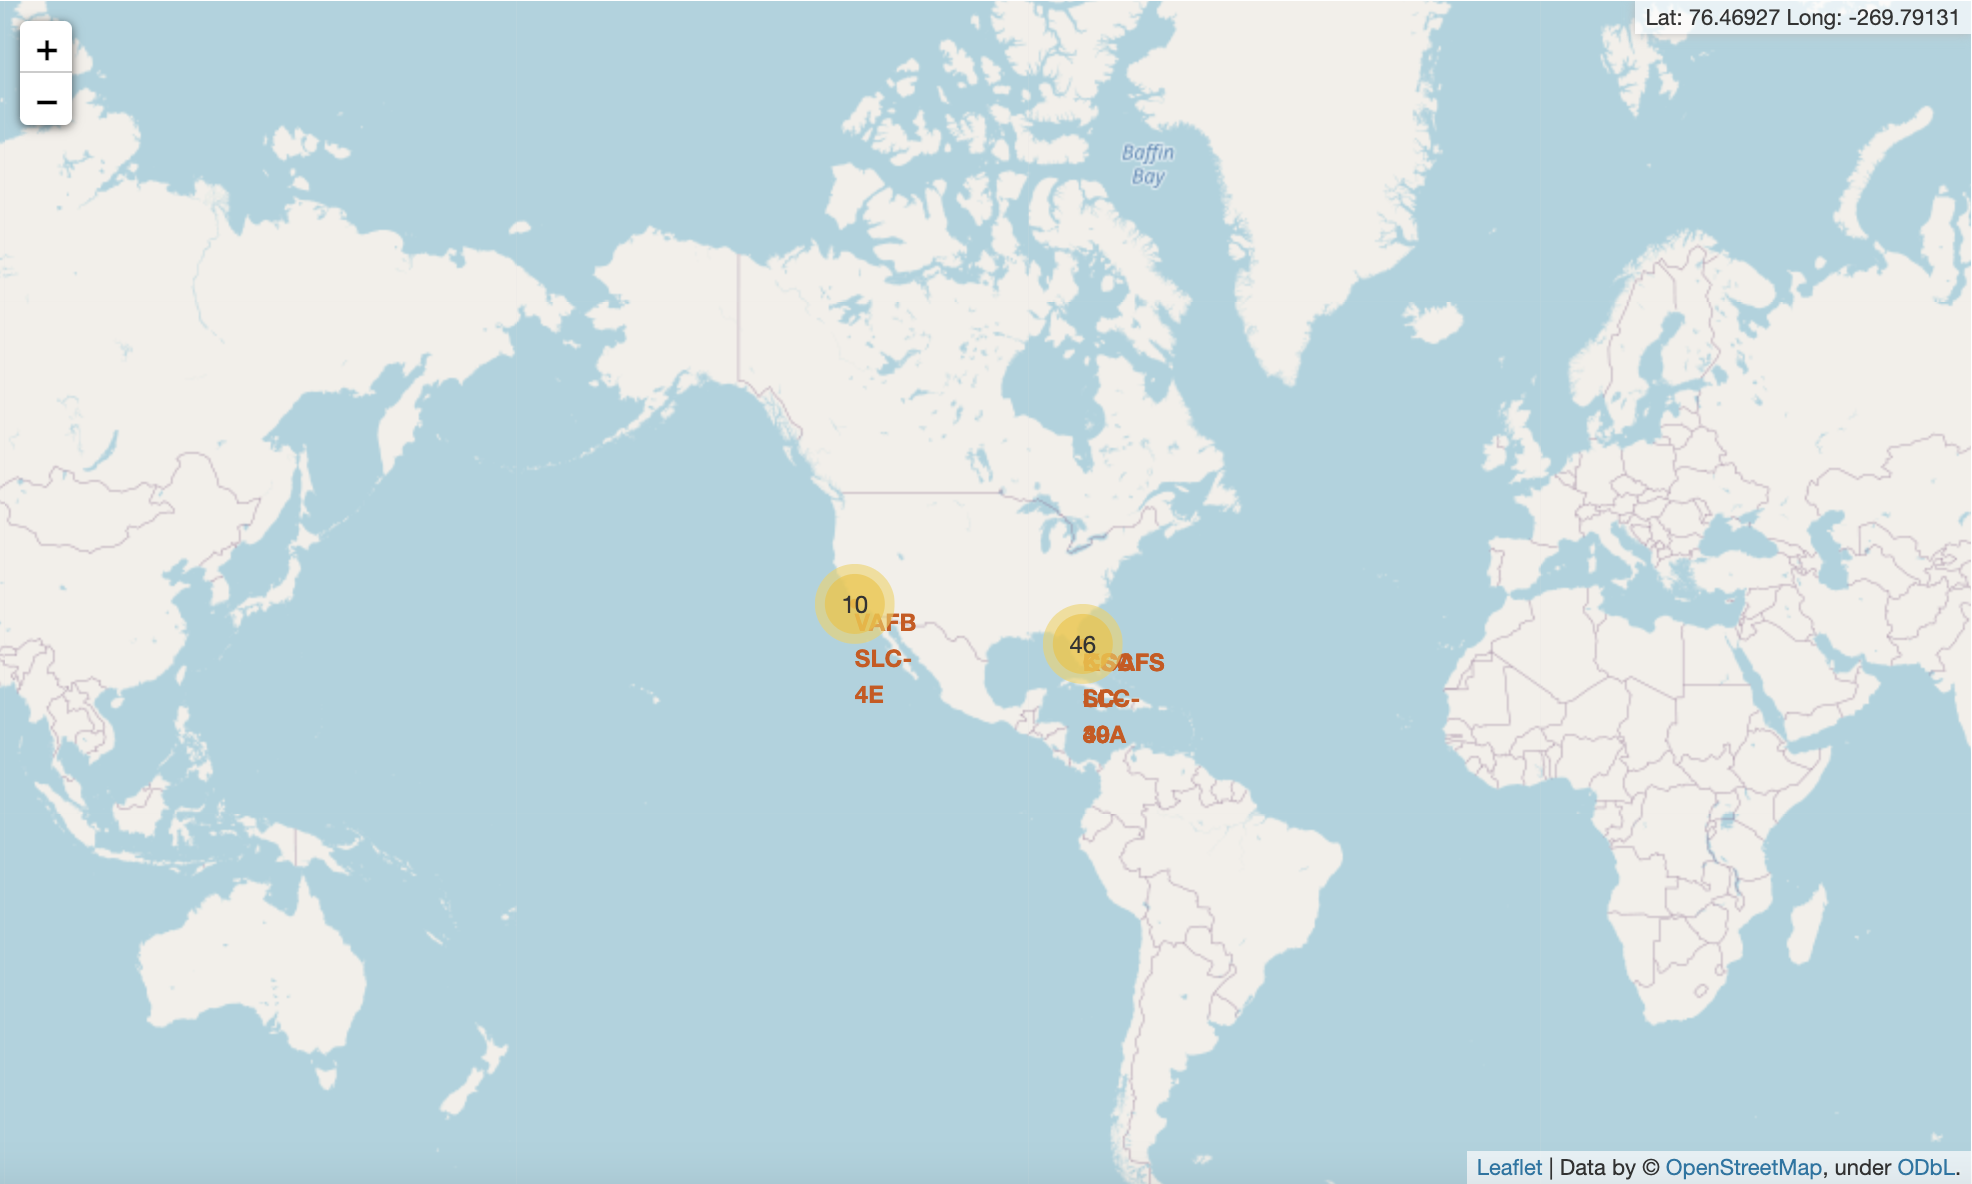 +
−
Lat: 76.46927 Long: -269.79131
Baffin
Bay
10
VAFB
SLC-
4E
46
Leaflet | Data by © OpenStreetMap, under ODbL.